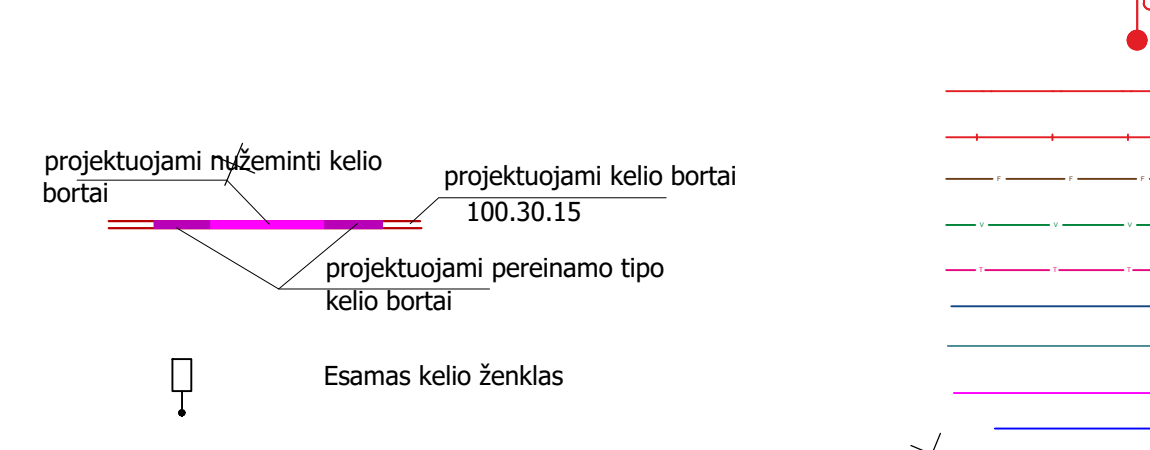 projektuojami nužeminti kelio
bortai
projektuojami kelio bortai
100.30.15
projektuojami pereinamo tipo
kelio bortai
Esamas kelio ženklas
F F F
V V V
T T T